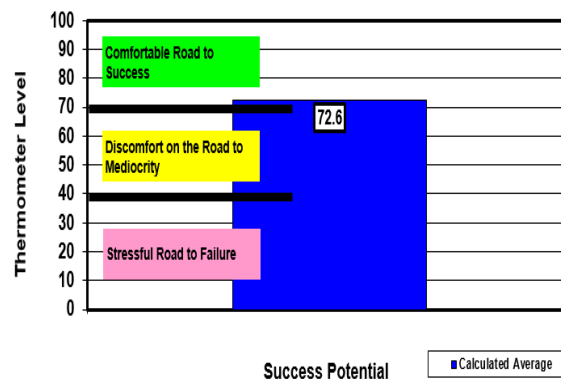 100
90
80
70
60
50
40
30
20
10
0
Thermometer Level
Comfortable Road to
Success
72.6
Discomfort on the Road to
Mediocrity
Stressful Road to Failure
Success Potential
Calculated Average